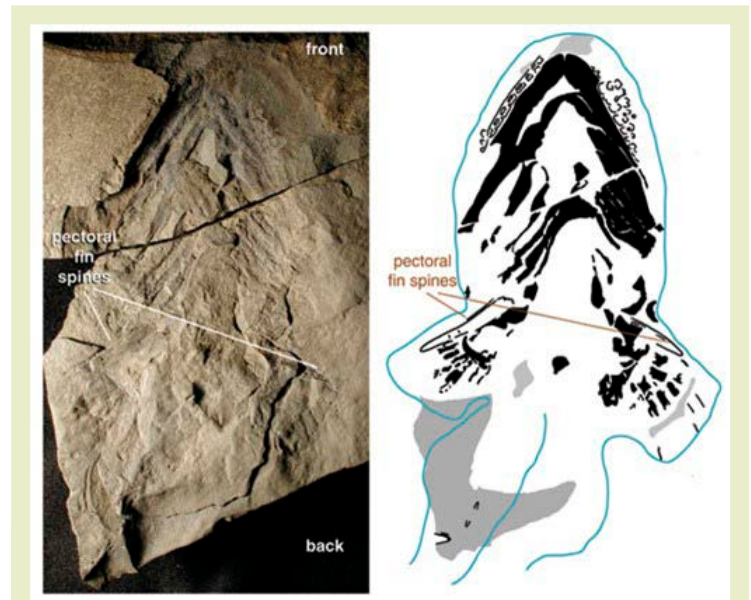 front
pectoral
fin
spines
back
pectoral
fin spines